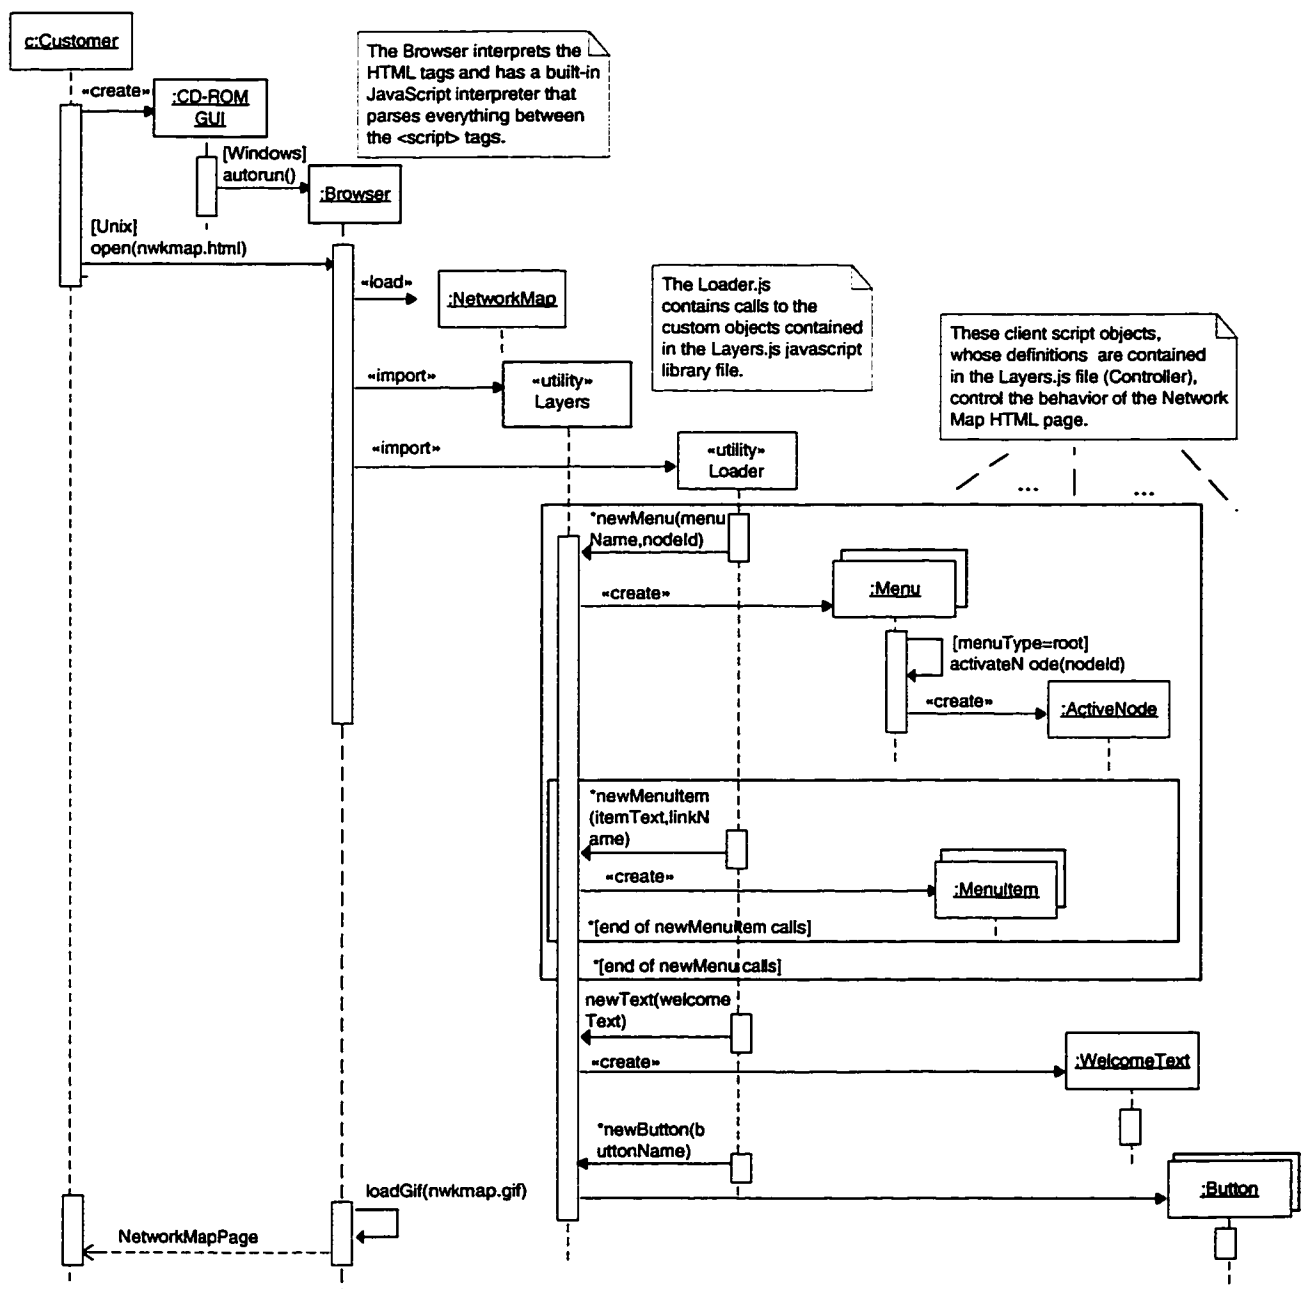 c:Customer
«create»
:CD-ROM
GUI
The Browser interprets the
HTML tags and has a built-in
JavaScript interpreter that
parses everything between
the <script> tags.
[Windows]
autorun()
:Browser
[Unix]
open(nwkmap.html)
«load»
:NetworkMap
The Loader.js
contains calls to the
custom objects contained
in the Layers.js javascript
library file.
These client script objects,
whose definitions are contained
in the Layers.js file (Controller),
control the behavior of the Network
Map HTML page.
«import»
«utility»
Layers
«import»
«utility»
Loader
... ...
*newMenu(menu
Name,nodeId)
«create»
:Menu
[menuType=root]
activateN ode(nodeId)
«create»
:ActiveNode
*newMenuItem
(itemText,linkN
ame)
«create»
:MenuItem
*[end of newMenuItem calls]
*[end of newMenu calls]
newText(welcome
Text)
«create»
:WelcomeText
*newButton(b
uttonName)
:Button
loadGif(nwkmap.gif)
NetworkMapPage